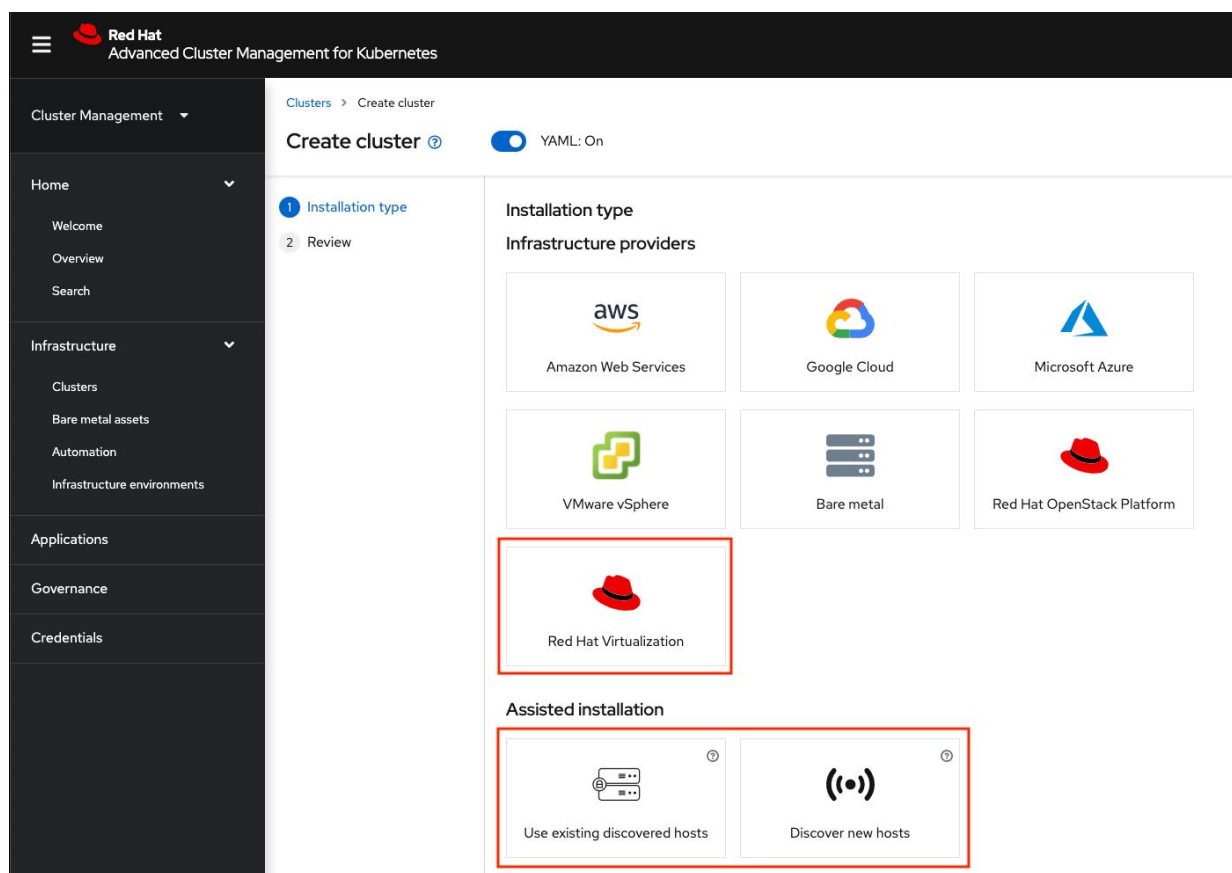 Red Hat
Advanced Cluster Management for Kubernetes
Cluster Management
Home
Welcome
Overview
Search
Infrastructure
Clusters
Bare metal assets
Automation
Infrastructure environments
Applications
Governance
Credentials
Clusters > Create cluster
Create cluster YAML: On
1 Installation type
2 Review
Installation type
Infrastructure providers
aws
Amazon Web Services
Google Cloud
Microsoft Azure
VMware vSphere
Bare metal
Red Hat OpenStack Platform
Red Hat Virtualization
Assisted installation
Use existing discovered hosts
Discover new hosts